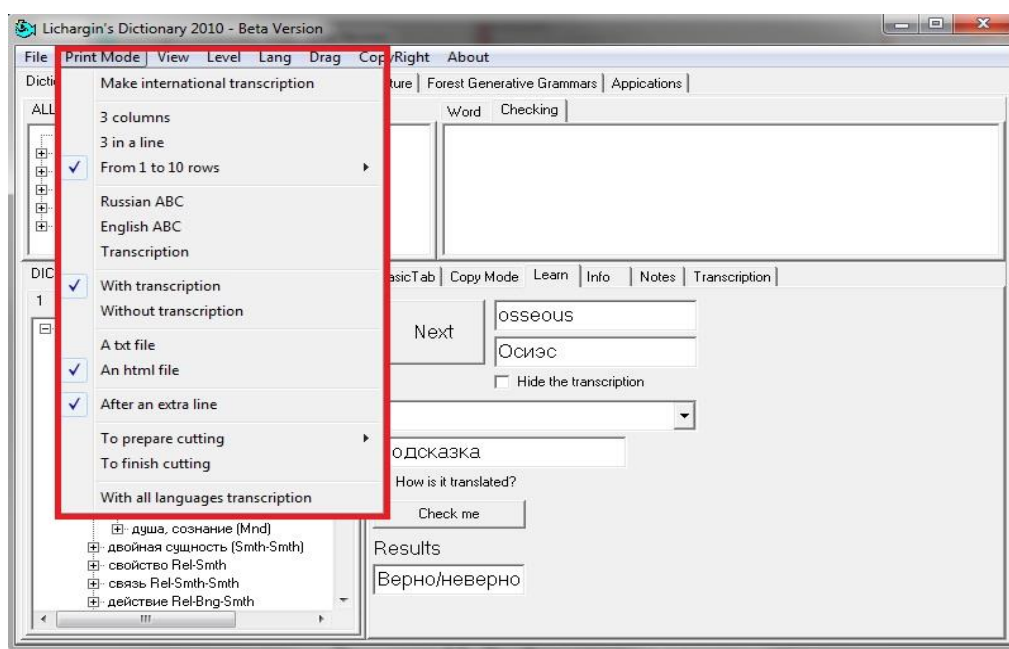 Lichargin's Dictionary 2010 - Beta Version
File Print Mode View Level Lang Drag CopyRight About
Make international transcription
3 columns
3 in a line
From 1 to 10 rows
Russian ABC
English ABC
Transcription
With transcription
Without transcription
A txt file
An html file
After an extra line
To prepare cutting
To finish cutting
With all languages transcription
Forest Generative Grammars Appications
ALL
Word Checking
DIC
1
Copy Mode Learn Info Notes Transcription
Next
osseous
Осиэс
Hide the transcription
How is it translated?
Check me
Results
Верно/неверно
душа, сознание (Mnd)
двойная сущность (Smth-Smth)
свойство Rel-Smth
связь Rel-Smth-Smth
действие Rel-Bng-Smth